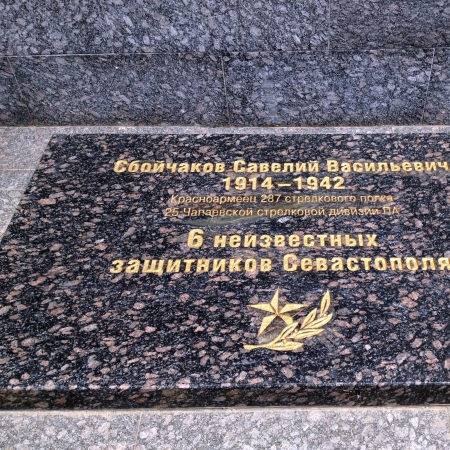 Сбойчаков Савелий Васильевич
1914–1942
Красноармеец 287 стрелкового полка
25 Чапаевской стрелковой дивизии ПА
6 неизвестных
защитников Севастополя